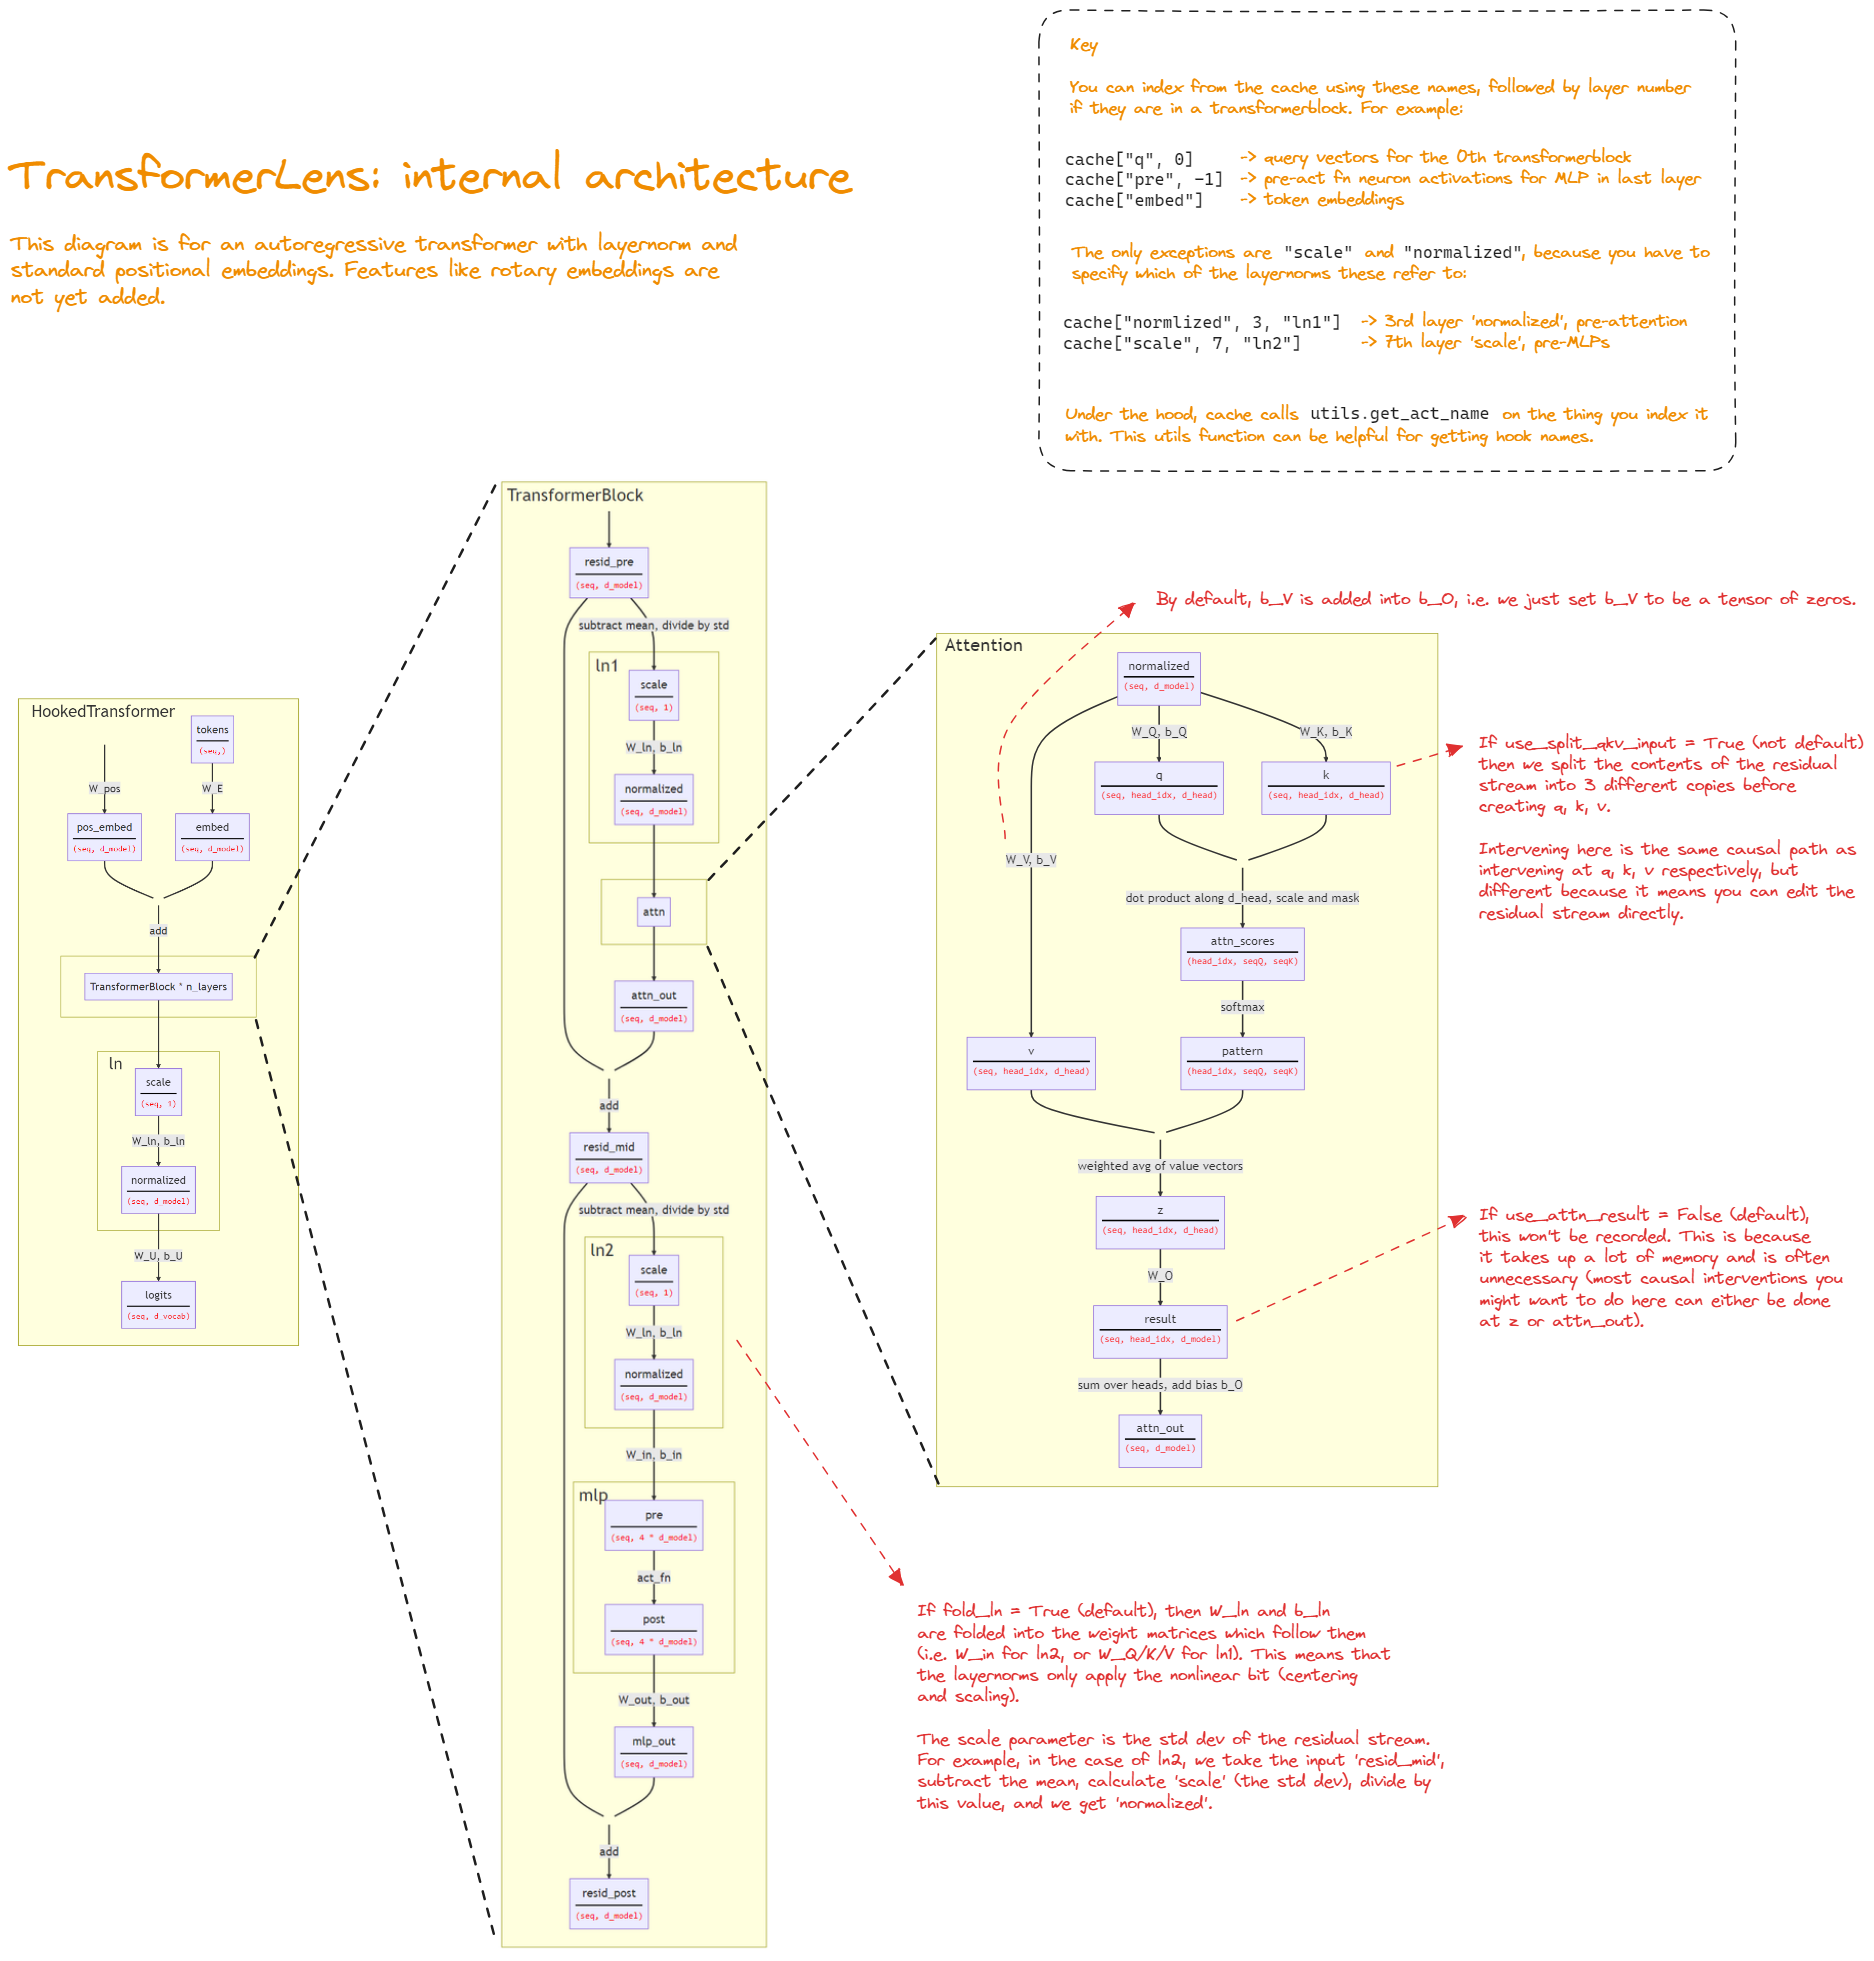 TransformerLens: internal architecture
This diagram is for an autoregressive transformer with layernorm and
standard positional embeddings. Features like rotary embeddings are
not yet added.
Key
You can index from the cache using these names, followed by layer number
if they are in a transformerblock. For example:
cache["q", 0] -> query vectors for the 0th transformerblock
cache["pre", -1] -> pre-act fn neuron activations for MLP in last layer
cache["embed"] -> token embeddings
The only exceptions are "scale" and "normalized", because you have to
specify which of the layernorms these refer to:
cache["normlized", 3, "ln1"] -> 3rd layer 'normalized', pre-attention
cache["scale", 7, "ln2"] -> 7th layer 'scale', pre-MLPs
Under the hood, cache calls utils.get_act_name on the thing you index it
with. This utils function can be helpful for getting hook names.
HookedTransformer
tokens
(seq,)
W_pos
W_E
pos_embed
(seq, d_model)
embed
(seq, d_model)
add
TransformerBlock * n_layers
ln
scale
(seq, 1)
W_ln, b_ln
normalized
(seq, d_model)
W_U, b_U
logits
(seq, d_vocab)
TransformerBlock
resid_pre
(seq, d_model)
subtract mean, divide by std
ln1
scale
(seq, 1)
W_ln, b_ln
normalized
(seq, d_model)
attn
attn_out
(seq, d_model)
add
resid_mid
(seq, d_model)
subtract mean, divide by std
ln2
scale
(seq, 1)
W_ln, b_ln
normalized
(seq, d_model)
W_in, b_in
mlp
pre
(seq, 4 * d_model)
act_fn
post
(seq, 4 * d_model)
W_out, b_out
mlp_out
(seq, d_model)
add
resid_post
(seq, d_model)
By default, b_V is added into b_O, i.e. we just set b_V to be a tensor of zeros.
Attention
normalized
(seq, d_model)
W_Q, b_Q
W_K, b_K
q
(seq, head_idx, d_head)
k
(seq, head_idx, d_head)
W_V, b_V
dot product along d_head, scale and mask
attn_scores
(head_idx, seqQ, seqK)
softmax
v
(seq, head_idx, d_head)
pattern
(head_idx, seqQ, seqK)
weighted avg of value vectors
z
(seq, head_idx, d_head)
W_O
result
(seq, head_idx, d_model)
sum over heads, add bias b_O
attn_out
(seq, d_model)
If use_split_qkv_input = True (not default)
then we split the contents of the residual
stream into 3 different copies before
creating q, k, v.
Intervening here is the same causal path as
intervening at q, k, v respectively, but
different because it means you can edit the
residual stream directly.
If use_attn_result = False (default),
this won't be recorded. This is because
it takes up a lot of memory and is often
unnecessary (most causal interventions you
might want to do here can either be done
at z or attn_out).
If fold_ln = True (default), then W_ln and b_ln
are folded into the weight matrices which follow them
(i.e. W_in for ln2, or W_Q/K/V for ln1). This means that
the layernorms only apply the nonlinear bit (centering
and scaling).
The scale parameter is the std dev of the residual stream.
For example, in the case of ln2, we take the input 'resid_mid',
subtract the mean, calculate 'scale' (the std dev), divide by
this value, and we get 'normalized'.